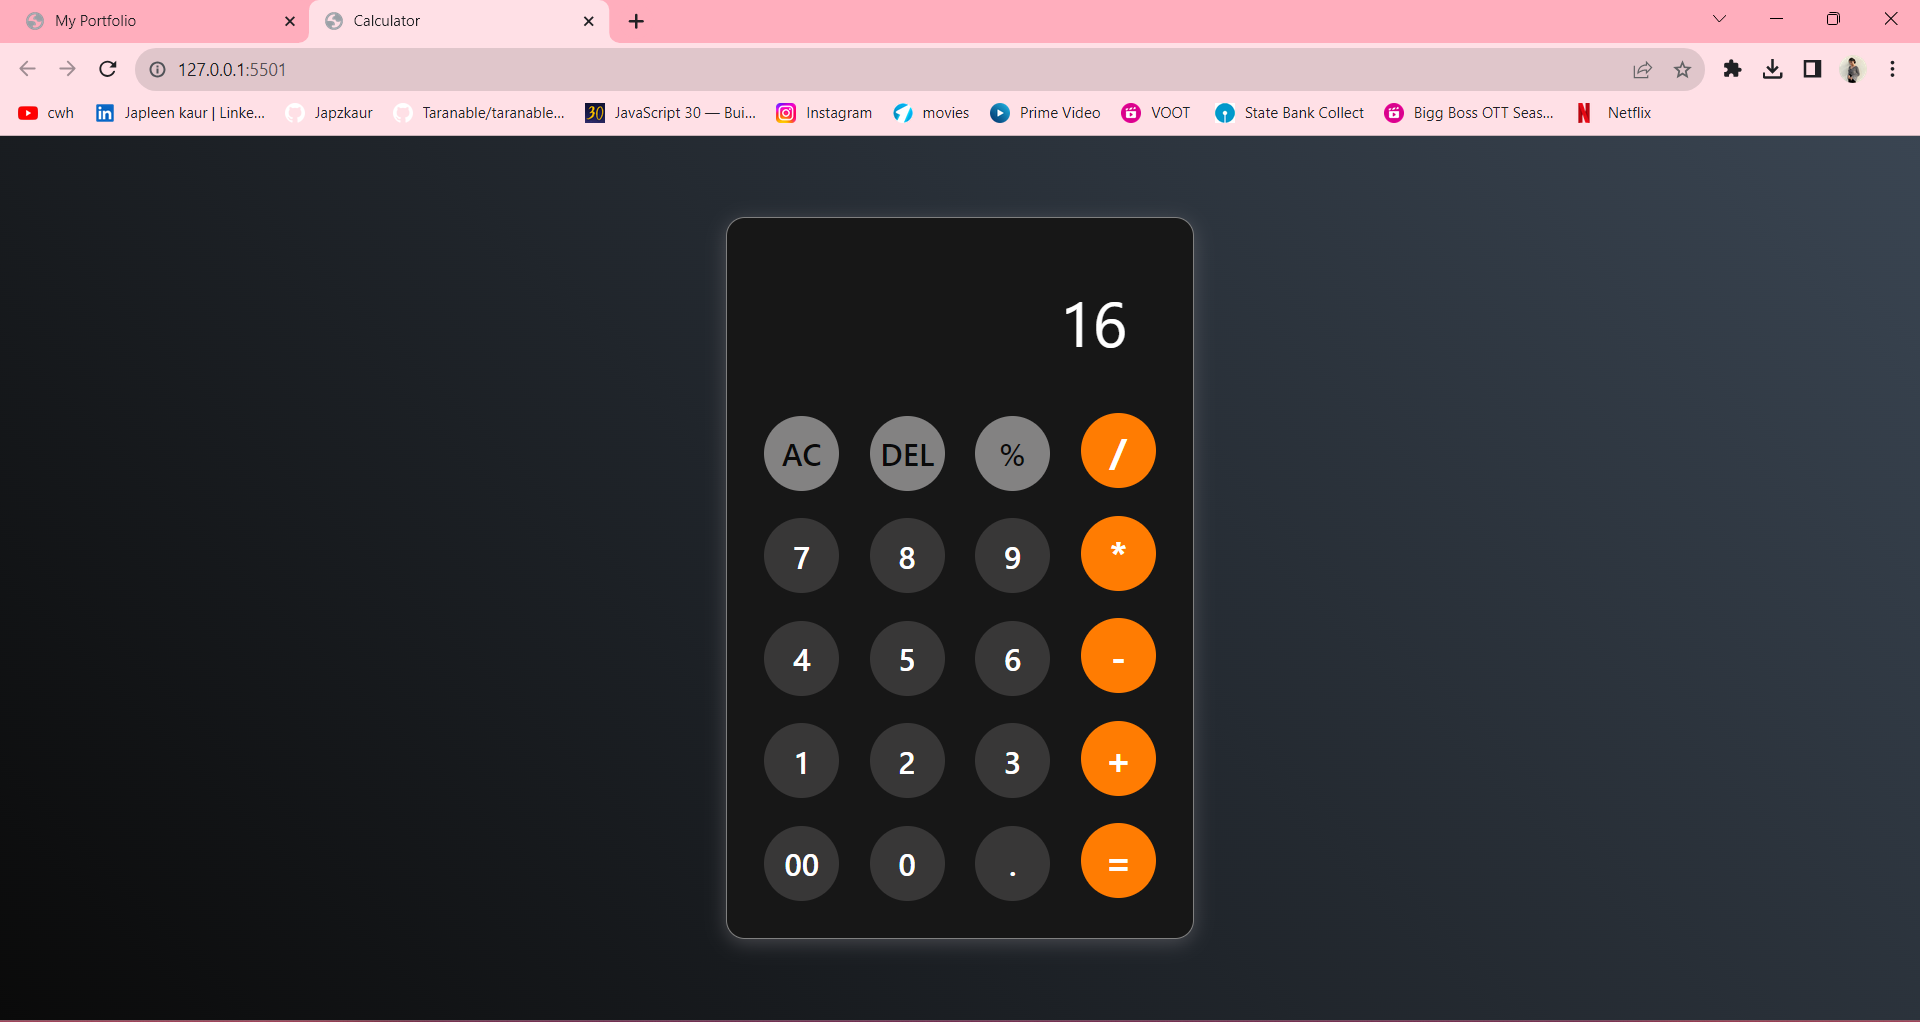 My Portfolio Calculator
127.0.0.1:5501
cwh Japleen kaur | Linke... Japzkaur Taranable/taranable... 30 JavaScript 30 — Bui... Instagram movies Prime Video VOOT State Bank Collect Bigg Boss OTT Seas... N Netflix
16
AC DEL % /
7 8 9 *
4 5 6 -
1 2 3 +
00 0 . =